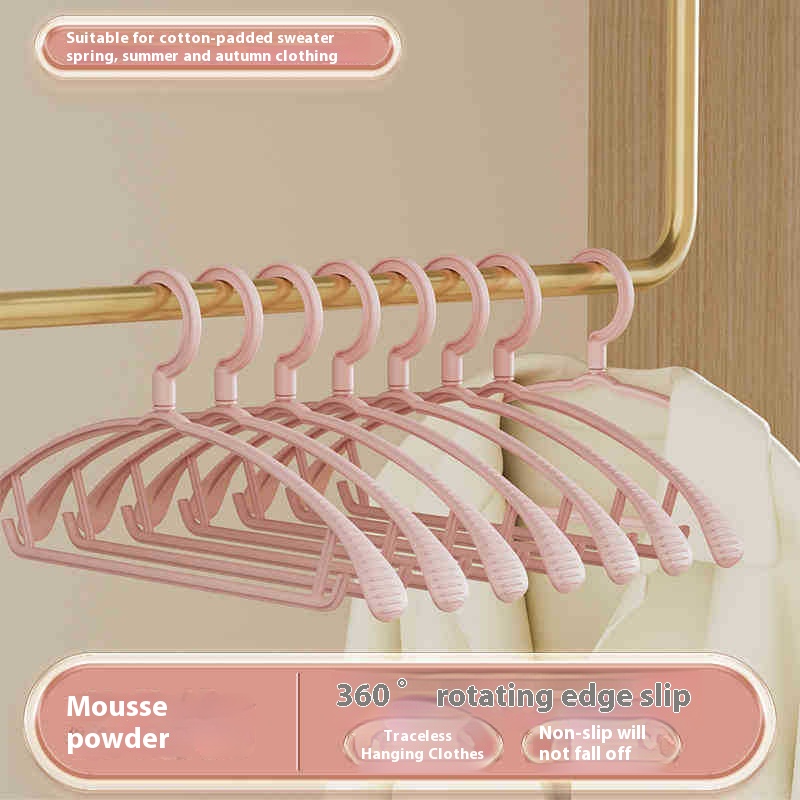 Suitable for cotton-padded sweater
spring, summer and autumn clothing
Mousse
powder
360° rotating edge slip
Traceless
Hanging Clothes
Non-slip will
not fall off